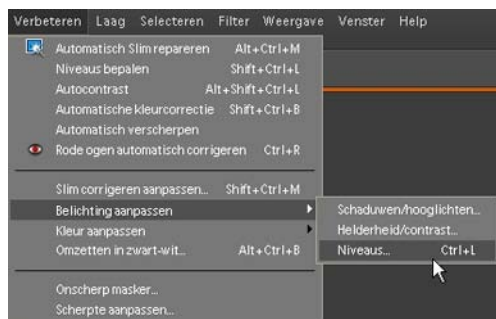 Verbeteren Laag Selecteren Filter Weergave Venster Help
Automatisch Slim repareren Alt+Ctrl+M
Niveaus bepalen Shift+Ctrl+L
Autocontrast Alt+Shift+Ctrl+L
Automatische kleurcorrectie Shift+Ctrl+B
Automatisch verscherpen
Rode ogen automatisch corrigeren Ctrl+R
Slim corrigeren aanpassen... Shift+Ctrl+M
Belichting aanpassen
Schaduwen/hooglichten...
Kleur aanpassen
Helderheid/contrast...
Omzetten in zwart-wit... Alt+Ctrl+B
Niveaus... Ctrl+L
Onscherp masker...
Scherpte aanpassen...